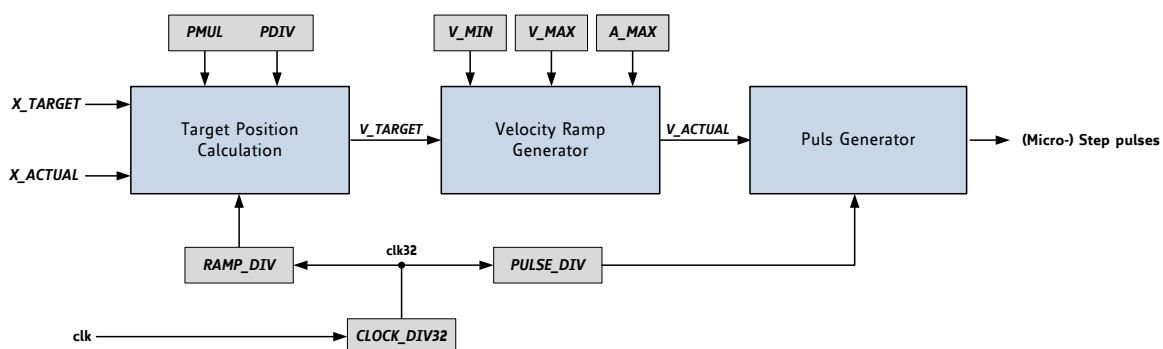 PMUL PDIV
V_MIN
V_MAX
A_MAX
X_TARGET
X_ACTUAL
Target Position
Calculation
V_TARGET
Velocity Ramp
Generator
V_ACTUAL
Puls Generator
(Micro-) Step pulses
RAMP_DIV
clk32
PULSE_DIV
clk
CLOCK_DIV32